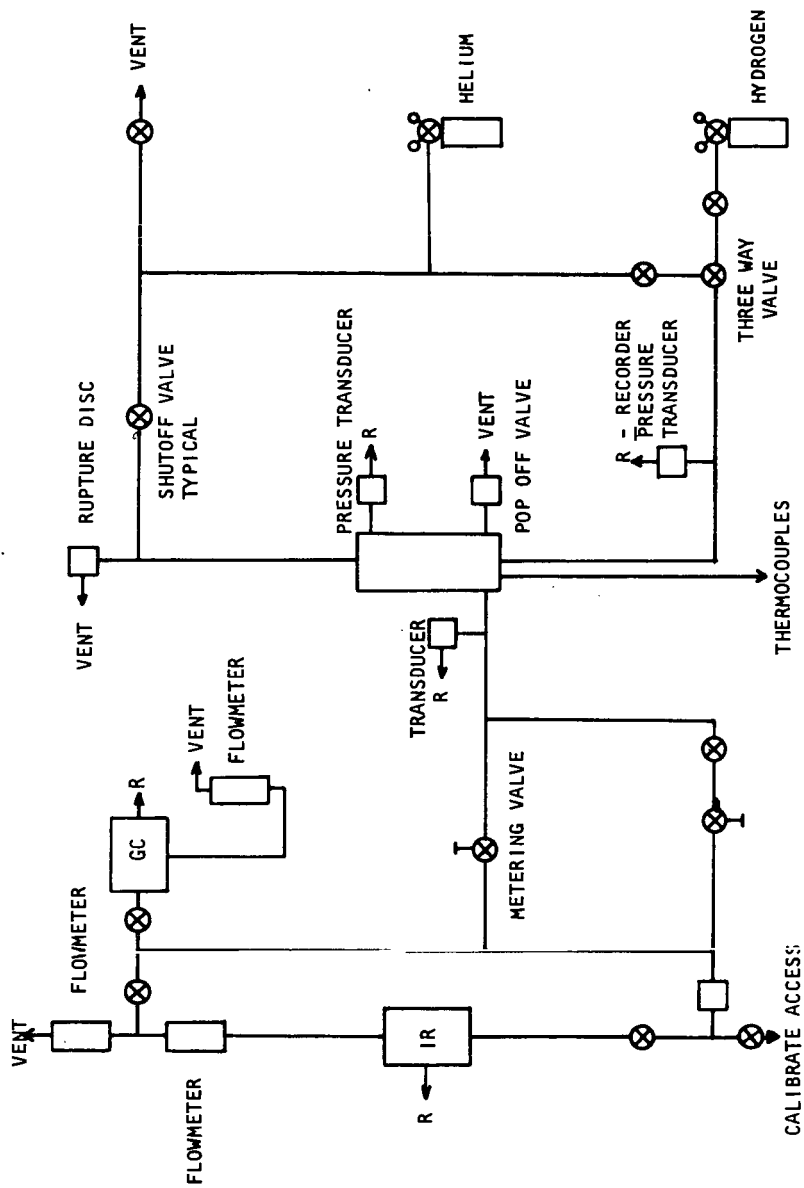 VENT
FLOWMETER
VENT
RUPTURE DISC
VENT
GC
R
SHUTOFF VALVE
TYPICAL
FLOWMETER
VENT
FLOWMETER
PRESSURE TRANSDUCER
R
IR
R
TRANSDUCER
R
HELIUM
METERING VALVE
VENT
POP OFF VALVE
R - RECORDER
PRESSURE
TRANSDUCER
THREE WAY
VALVE
HYDROGEN
CALIBRATE ACCESS
THERMOCOUPLES